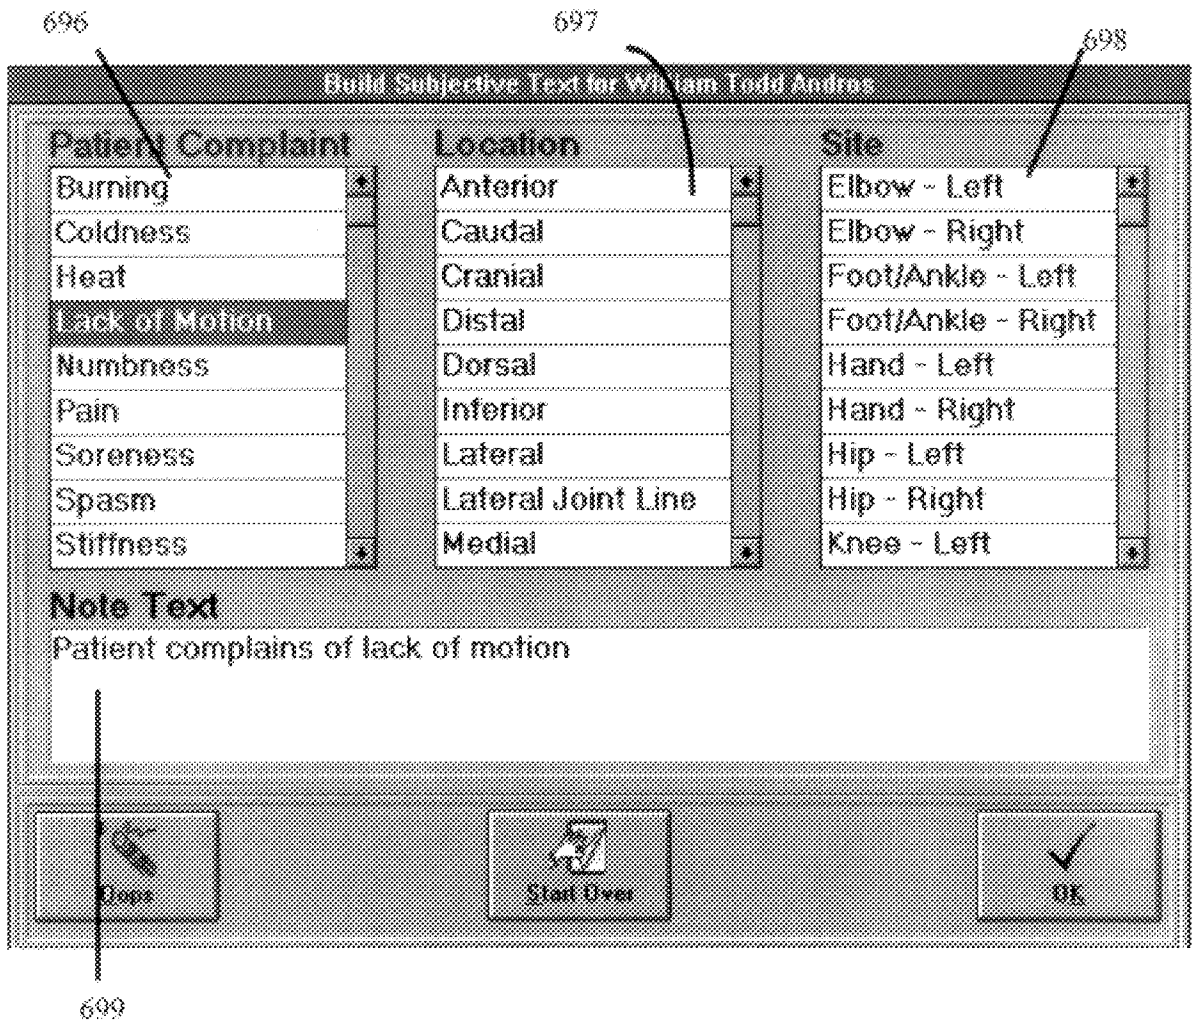 696
697
698
Build Subjective Text for William Todd Andros
Patient Complaint
Burning
Coldness
Heat
Lack of Motion
Numbness
Pain
Soreness
Spasm
Stiffness
Location
Anterior
Caudal
Cranial
Distal
Dorsal
Inferior
Lateral
Lateral Joint Line
Medial
Site
Elbow - Left
Elbow - Right
Foot/Ankle - Left
Foot/Ankle - Right
Hand - Left
Hand - Right
Hip - Left
Hip - Right
Knee - Left
Note Text
Patient complains of lack of motion
Oops
Start Over
OK
699